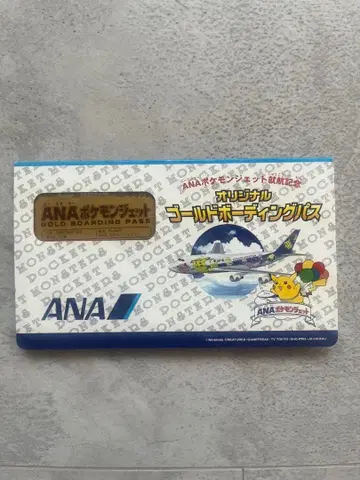 ANAポケモンジェット就航記念
オリジナル
ゴールドボーディングパス
ANAポケモンジェット
GOLD BOARDING PASS
ANA
ANAポケモンジェット
POCKET MONSTERS